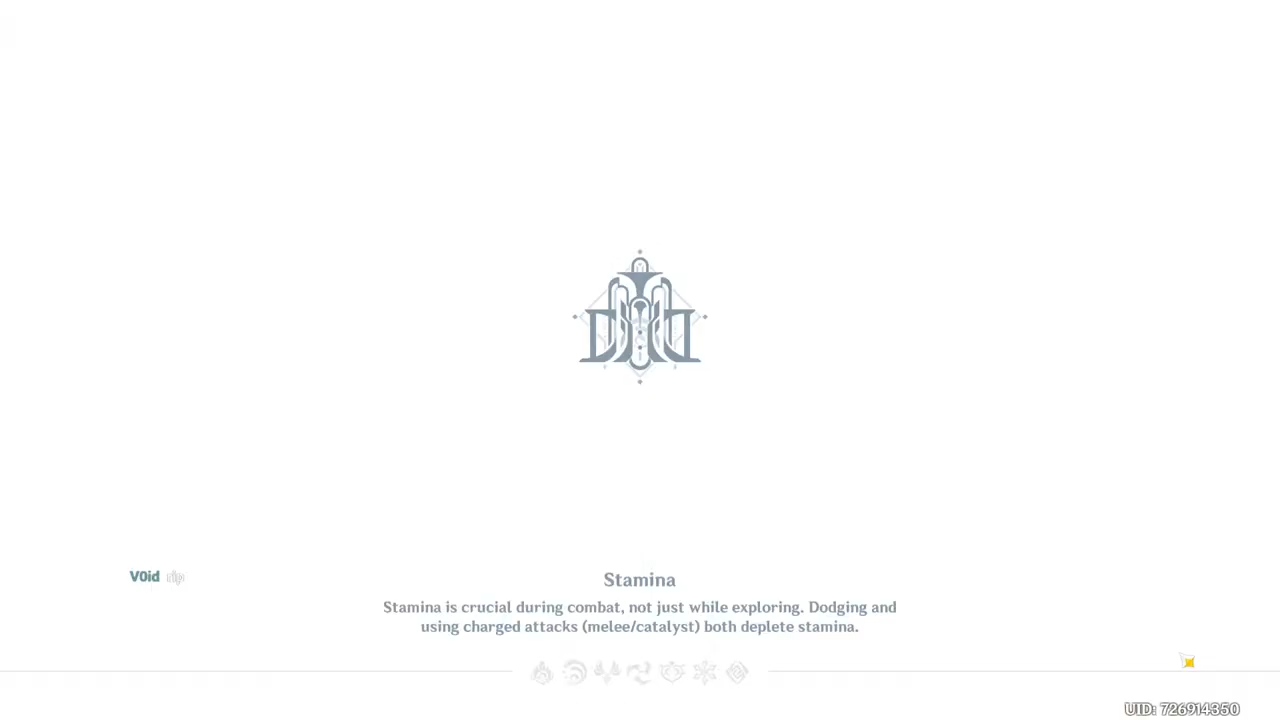 V0id rip
Stamina
Stamina is crucial during combat, not just while exploring. Dodging and
using charged attacks (melee/catalyst) both deplete stamina.
UID: 726914350